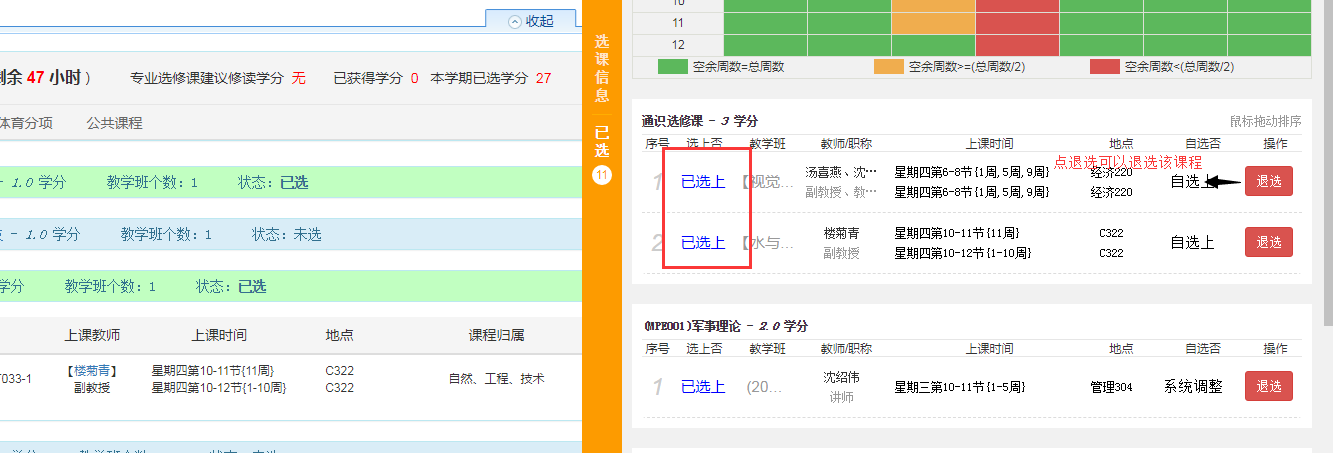 收起
剩余 47 小时 ） 专业选修课建议修读学分 无 已获得学分 0 本学期已选学分 27
体育分项 公共课程
- 1.0 学分 教学班个数：1 状态：已选
- 1.0 学分 教学班个数：1 状态：未选
学分 教学班个数：1 状态：已选
上课教师 上课时间 地点 课程归属
T033-1 【楼菊青】 星期四第10-11节{11周} C322 自然、工程、技术
副教授 星期四第10-12节{1-10周} C322
选课信息
已选
11
10
11
12
空余周数=总周数 空余周数>=(总周数/2) 空余周数<(总周数/2)
通识选修课 - 3 学分 鼠标拖动排序
序号 选上否 教学班 教师/职称 上课时间 地点 自选否 操作
点退选可以退选该课程
1 已选上 【视觉... 汤喜燕、沈... 星期四第6-8节{1周,5周,9周} 经济220 自选上 退选
副教授、教... 星期四第6-8节{1周,5周,9周} 经济220
2 已选上 【水与... 楼菊青 星期四第10-11节{11周} C322 自选上 退选
副教授 星期四第10-12节{1-10周} C322
(MPE001)军事理论 - 2.0 学分
序号 选上否 教学班 教师/职称 上课时间 地点 自选否 操作
1 已选上 (20... 沈绍伟 星期三第10-11节{1-5周} 管理304 系统调整 退选
讲师